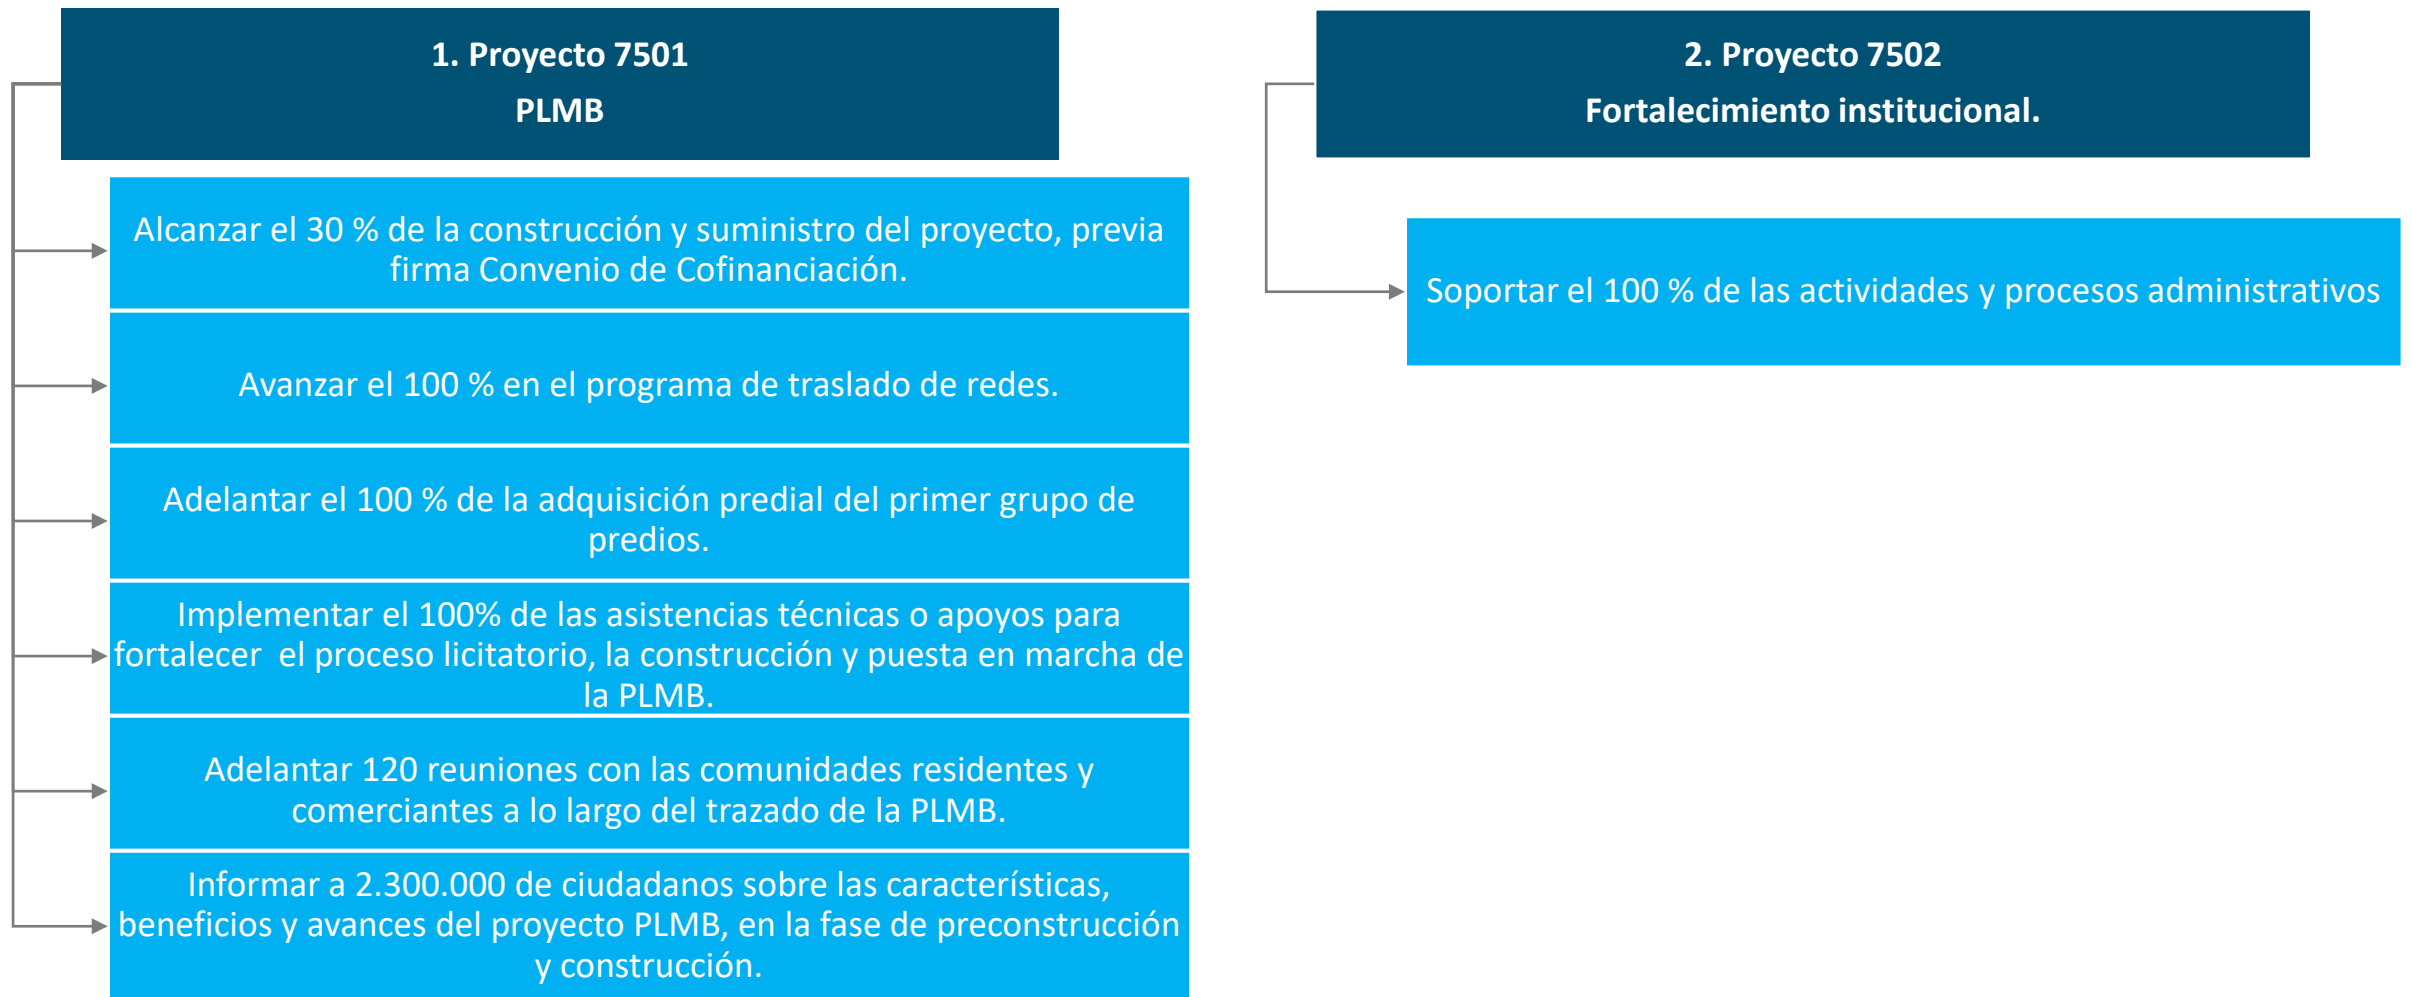 1. Proyecto 7501
PLMB
Alcanzar el 30 % de la construcción y suministro del proyecto, previa
firma Convenio de Cofinanciación.
Avanzar el 100 % en el programa de traslado de redes.
Adelantar el 100 % de la adquisición predial del primer grupo de
predios.
Implementar el 100% de las asistencias técnicas o apoyos para
fortalecer  el proceso licitatorio, la construcción y puesta en marcha de
la PLMB.
Adelantar 120 reuniones con las comunidades residentes y
comerciantes a lo largo del trazado de la PLMB.
Informar a 2.300.000 de ciudadanos sobre las características,
beneficios y avances del proyecto PLMB, en la fase de preconstrucción
y construcción.
2. Proyecto 7502
Fortalecimiento institucional.
Soportar el 100 % de las actividades y procesos administrativos